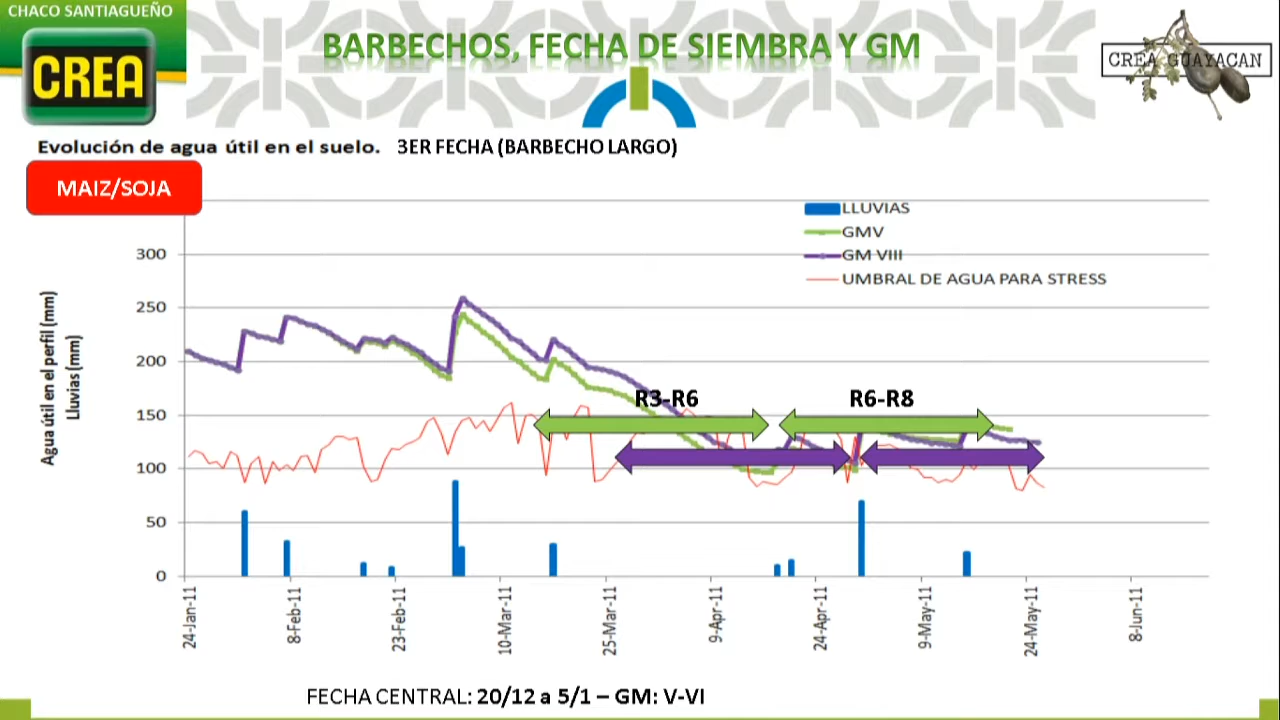 CHACO SANTIAGUEÑO
CREA
BARBECHOS, FECHA DE SIEMBRA Y GM
CREA GUAYACAN
Evolución de agua útil en el suelo. 3ER FECHA (BARBECHO LARGO)
MAIZ/SOJA
LLUVIAS
GMV
GM VIII
UMBRAL DE AGUA PARA STRESS
Agua útil en el perfil (mm)
Lluvias (mm)
300
250
200
150
100
50
0
R3-R6
R6-R8
24-Jan-11
8-Feb-11
23-Feb-11
10-Mar-11
25-Mar-11
9-Apr-11
24-Apr-11
9-May-11
24-May-11
8-Jun-11
FECHA CENTRAL: 20/12 a 5/1 – GM: V-VI